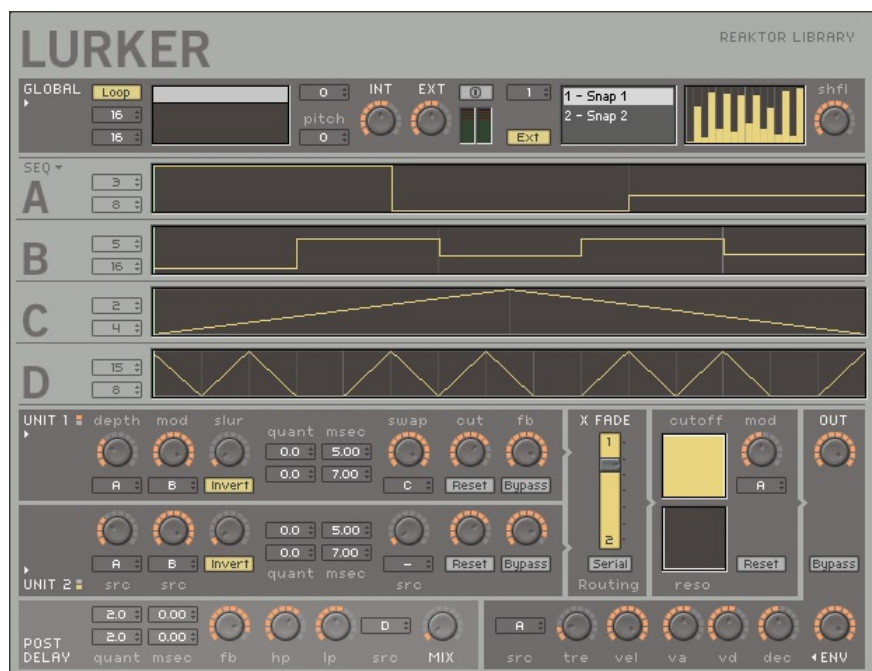 LURKER
REAKTOR LIBRARY
GLOBAL Loop 0 INT EXT 1 1 - Snap 1 shfl
16 pitch 2 - Snap 2
16 0 Ext
SEQ
A 3
8
B 5
16
C 2
4
D 15
8
UNIT 1 depth mod slur quant msec swap cut fb X FADE cutoff mod OUT
0.0 5.00 1
0.0 7.00
A B Invert C Reset Bypass A
0.0 5.00
A B Invert 0.0 7.00 - Reset Bypass 2 Serial Reset Bypass
UNIT 2 src src quant msec src Routing reso
2.0 0.00 D A
POST 2.0 0.00
DELAY quant msec fb hp lp src MIX src tre vel va vd dec ENV